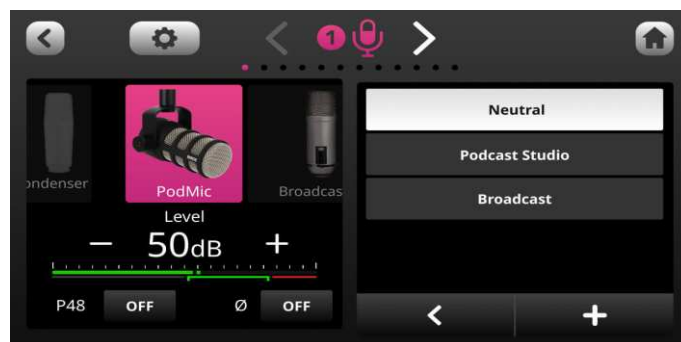 1
ondenser
PodMic
Broadcas
Level
50dB
P48 OFF Ø OFF
Neutral
Podcast Studio
Broadcast